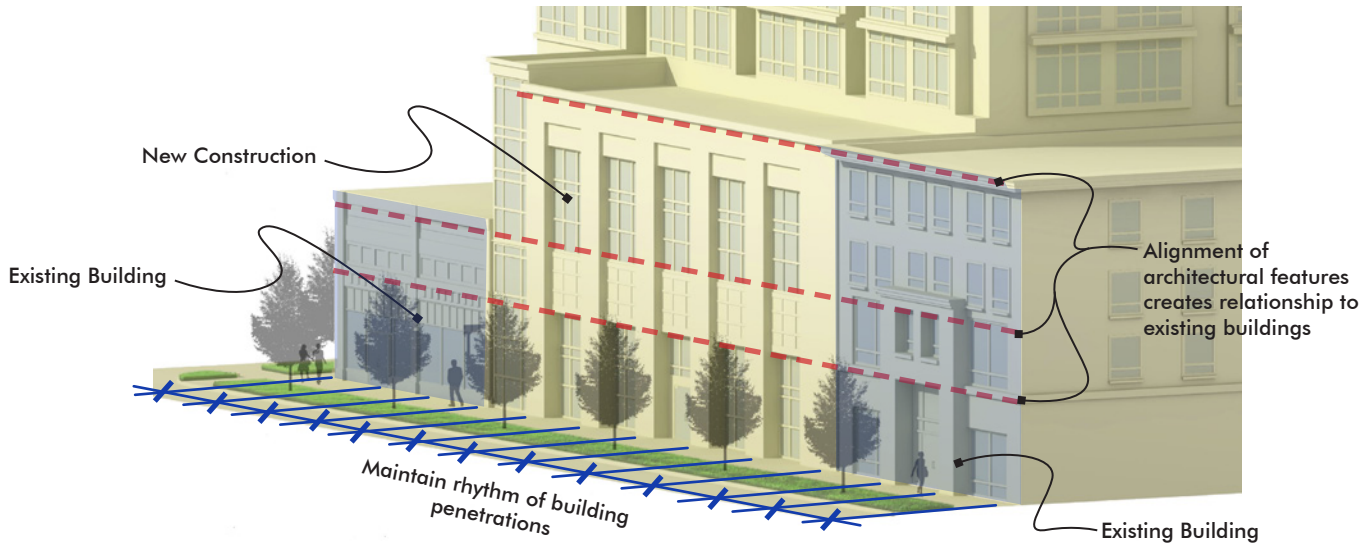 New Construction
Existing Building
Alignment of
architectural features
creates relationship to
existing buildings
Maintain rhythm of building
penetrations
Existing Building